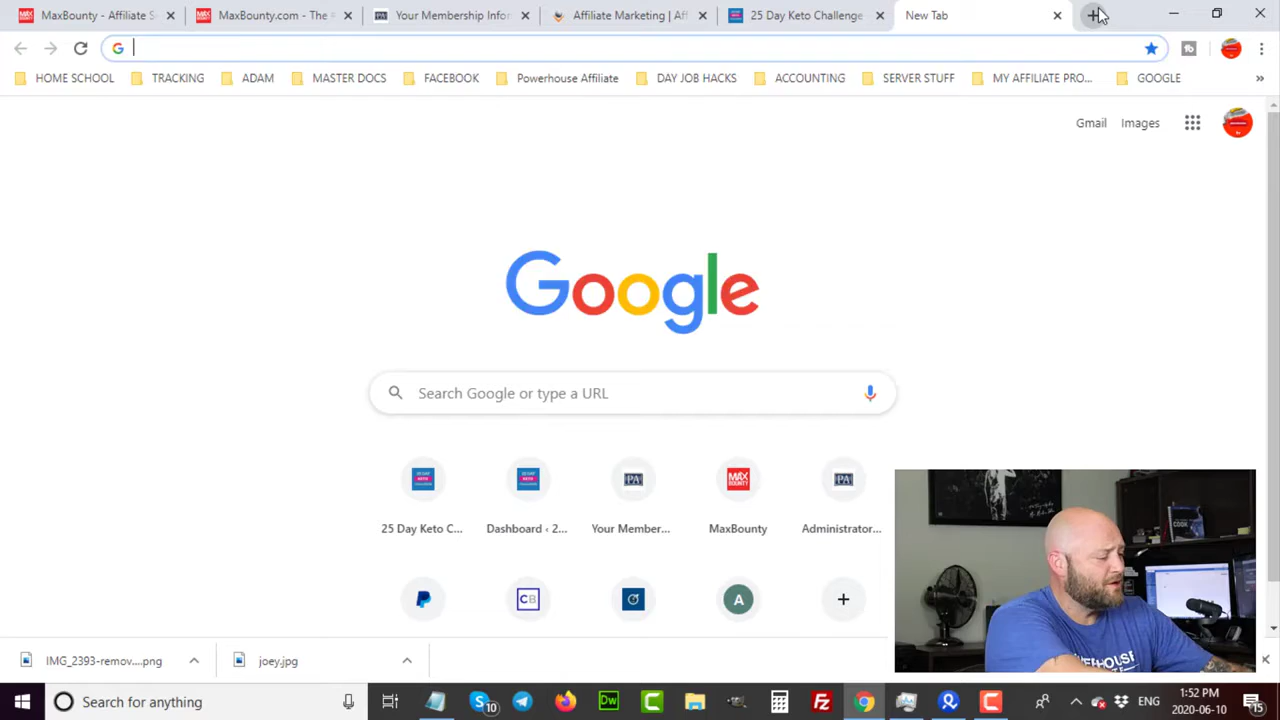 MaxBounty - Affiliate S
MaxBounty.com - The #
Your Membership Infor
Affiliate Marketing | Aff
25 Day Keto Challenge
New Tab
HOME SCHOOL
TRACKING
ADAM
MASTER DOCS
FACEBOOK
Powerhouse Affiliate
DAY JOB HACKS
ACCOUNTING
SERVER STUFF
MY AFFILIATE PRO...
GOOGLE
Gmail
Images
Google
Search Google or type a URL
25 Day Keto C...
Dashboard ‹ 2...
Your Member...
MaxBounty
Administrator...
IMG_2393-remov....png
joey.jpg
Search for anything
ENG
1:52 PM
2020-06-10